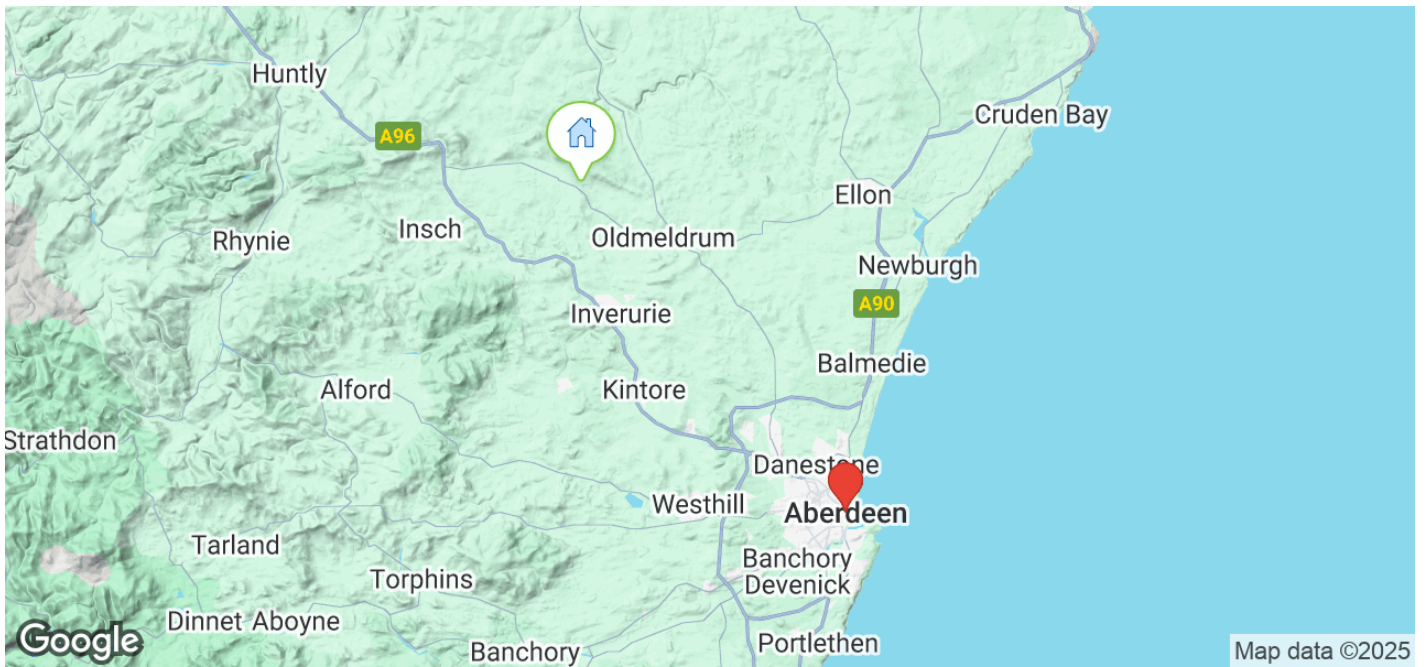 Huntly
Cruden Bay
A96
Ellon
Insch
Oldmeldrum
Rhynie
Newburgh
A90
Inverurie
Balmedie
Alford
Kintore
Strathdon
Danestone
Westhill
Aberdeen
Tarland
Banchory
Devenick
Torphins
Dinnet Aboyne
Google
Banchory
Portlethen
Map data ©2025